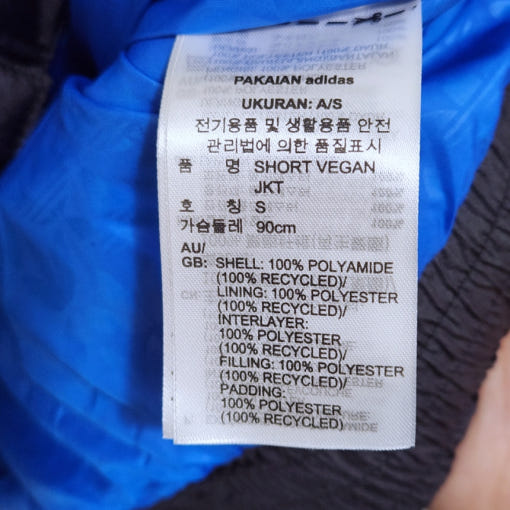 PAKAIAN adidas
UKURAN: A/S
전기용품 및 생활용품 안전
관리법에 의한 품질표시
품 명 SHORT VEGAN
JKT
호 칭 S
가슴둘레 90cm
AU/
GB: SHELL: 100% POLYAMIDE
(100% RECYCLED)/
LINING: 100% POLYESTER
(100% RECYCLED)/
INTERLAYER:
100% POLYESTER
(100% RECYCLED)/
FILLING: 100% POLYESTER
(100% RECYCLED)/
PADDING:
100% POLYESTER
(100% RECYCLED)